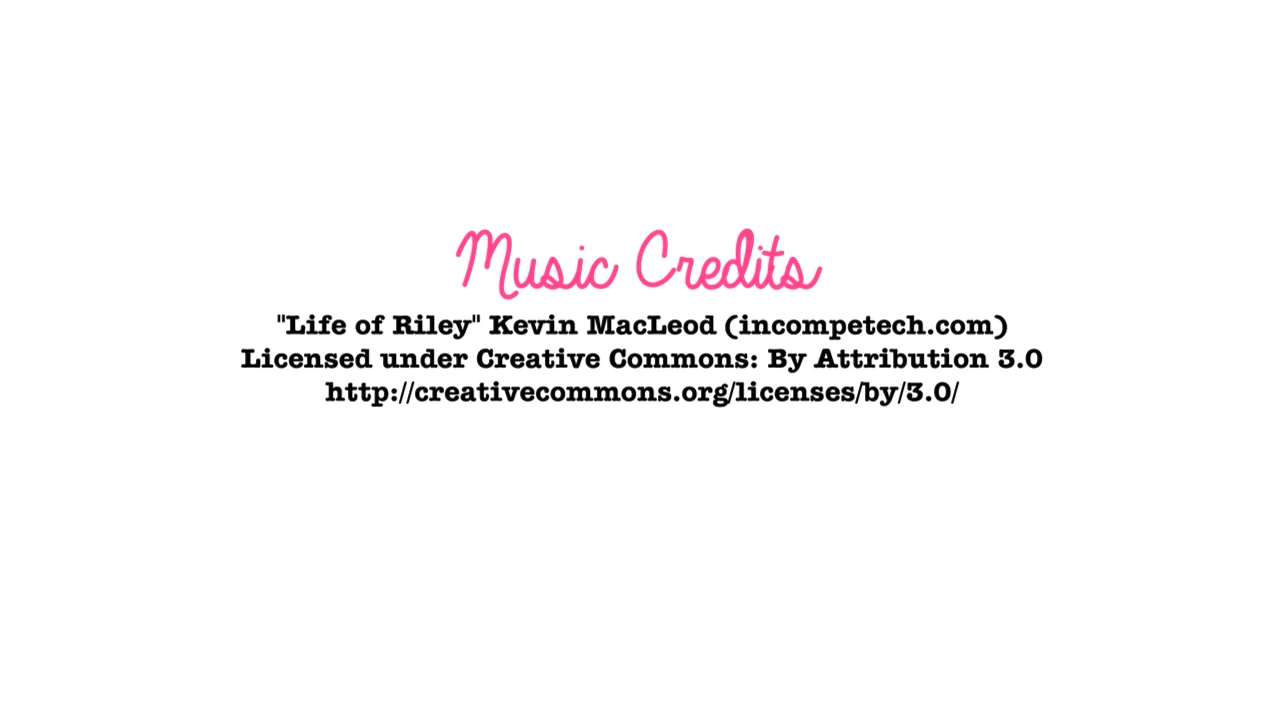 Music Credits
"Life of Riley" Kevin MacLeod (incompetech.com)
Licensed under Creative Commons: By Attribution 3.0
http://creativecommons.org/licenses/by/3.0/